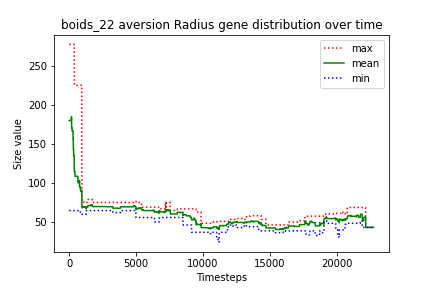 boids_22 aversion Radius gene distribution over time
max
mean
min
Size value
250
200
150
100
50
0
5000
10000
15000
20000
Timesteps